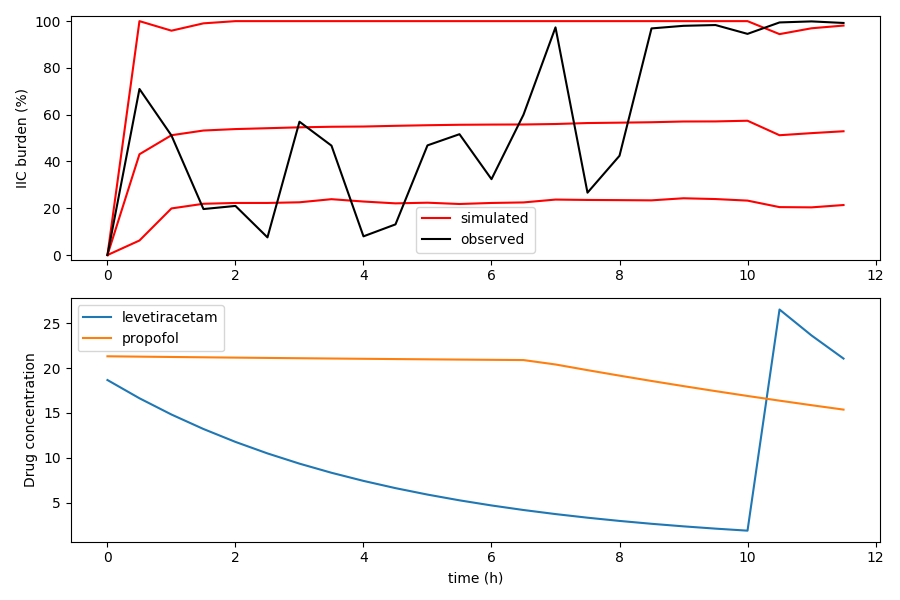 100
80
60
40
20
0
IIC burden (%)
simulated
observed
0 2 4 6 8 10 12
levetiracetam
propofol
25
20
15
10
5
Drug concentration
0 2 4 6 8 10 12
time (h)